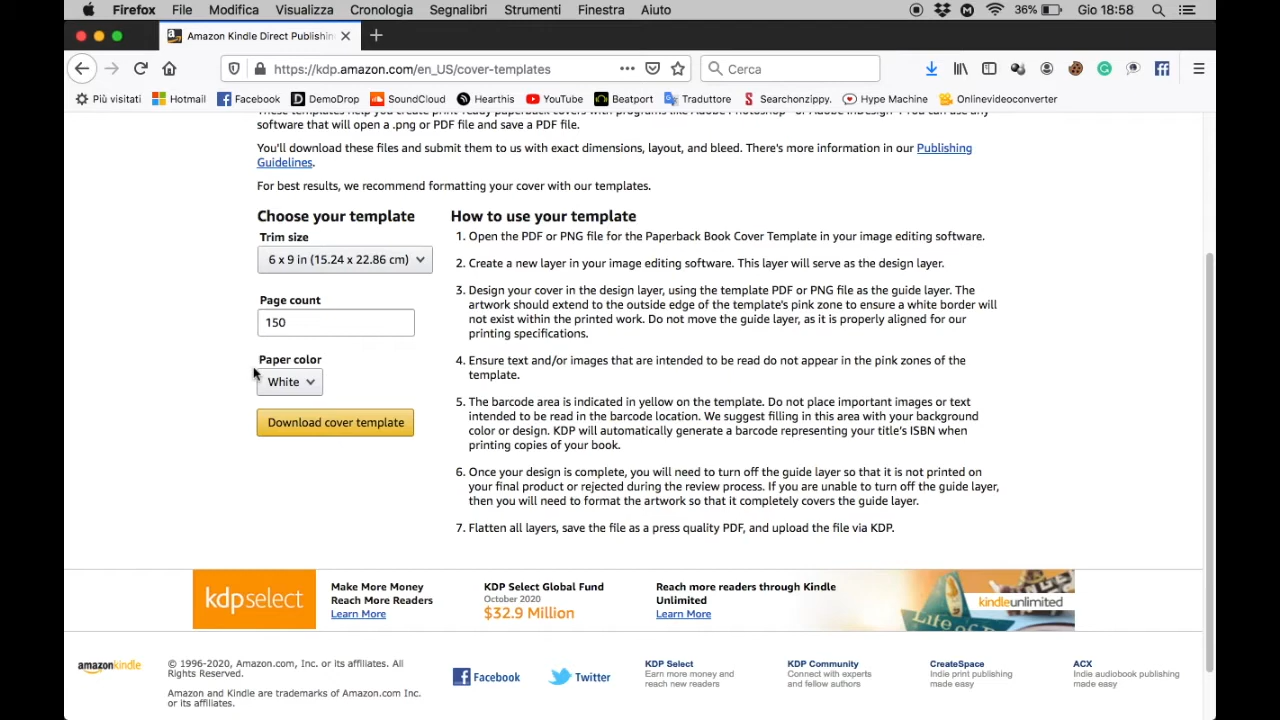 Firefox File Modifica Visualizza Cronologia Segnalibri Strumenti Finestra Aiuto 36% Gio 18:58
Amazon Kindle Direct Publishin
https://kdp.amazon.com/en_US/cover-templates Cerca
Più visitati Hotmail Facebook DemoDrop SoundCloud Hearthis YouTube Beatport Traduttore Searchonzippy. Hype Machine Onlinevideoconverter
software that will open a .png or PDF file and save a PDF file.
You'll download these files and submit them to us with exact dimensions, layout, and bleed. There's more information in our Publishing
Guidelines.
For best results, we recommend formatting your cover with our templates.
Choose your template
Trim size
6 x 9 in (15.24 x 22.86 cm)
Page count
150
Paper color
White
Download cover template
How to use your template
1. Open the PDF or PNG file for the Paperback Book Cover Template in your image editing software.
2. Create a new layer in your image editing software. This layer will serve as the design layer.
3. Design your cover in the design layer, using the template PDF or PNG file as the guide layer. The
artwork should extend to the outside edge of the template's pink zone to ensure a white border will
not exist within the printed work. Do not move the guide layer, as it is properly aligned for our
printing specifications.
4. Ensure text and/or images that are intended to be read do not appear in the pink zones of the
template.
5. The barcode area is indicated in yellow on the template. Do not place important images or text
intended to be read in the barcode location. We suggest filling in this area with your background
color or design. KDP will automatically generate a barcode representing your title's ISBN when
printing copies of your book.
6. Once your design is complete, you will need to turn off the guide layer so that it is not printed on
your final product or rejected during the review process. If you are unable to turn off the guide layer,
then you will need to format the artwork so that it completely covers the guide layer.
7. Flatten all layers, save the file as a press quality PDF, and upload the file via KDP.
kdpselect
Make More Money
Reach More Readers
Learn More
KDP Select Global Fund
October 2020
$32.9 Million
Reach more readers through Kindle
Unlimited
Learn More
kindleunlimited
amazonkindle
© 1996-2020, Amazon.com, Inc. or its affiliates. All
Rights Reserved.
Amazon and Kindle are trademarks of Amazon.com Inc.
or its affiliates.
Facebook
Twitter
KDP Select
Earn more money and
reach new readers
KDP Community
Connect with experts
and fellow authors
CreateSpace
Indie print publishing
made easy
ACX
Indie audiobook publishing
made easy